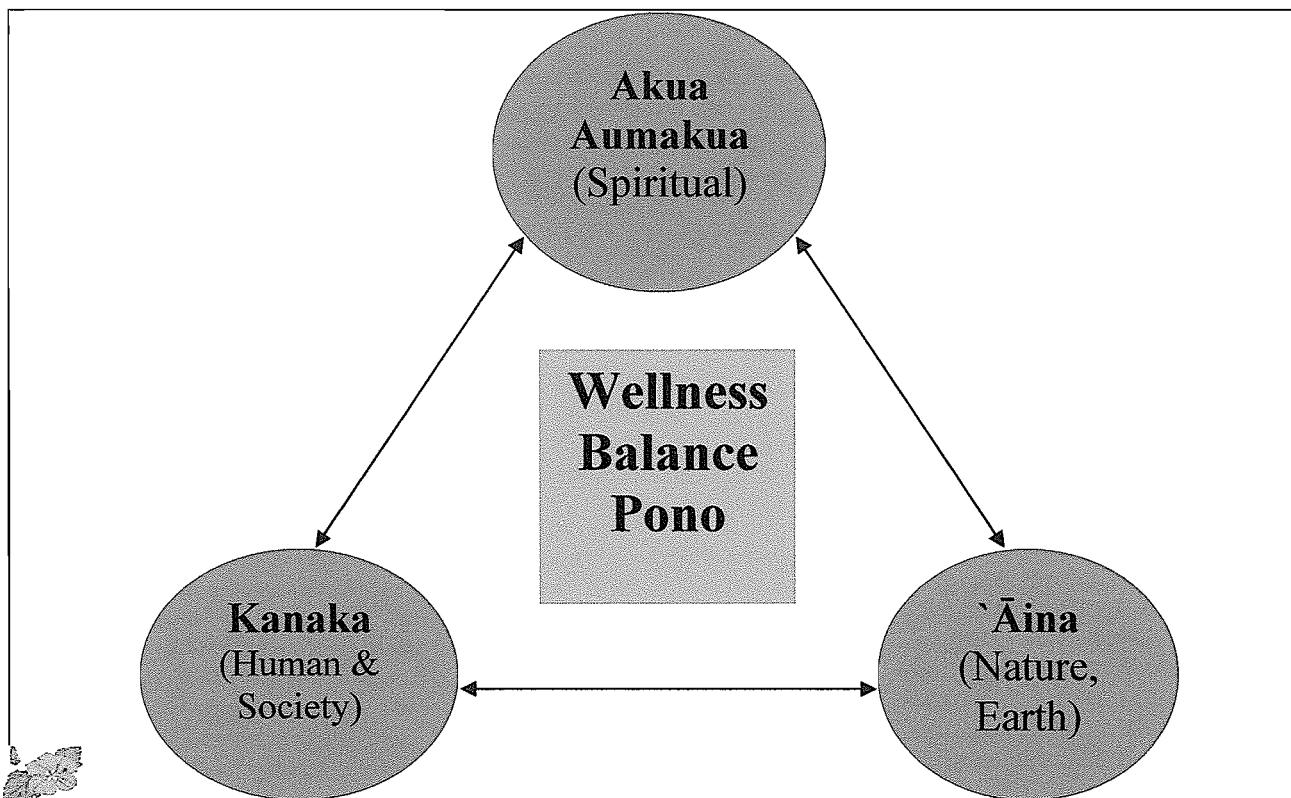 Akua
Aumakua
(Spiritual)
Wellness
Balance
Pono
Kanaka
(Human &
Society)
`Āina
(Nature,
Earth)